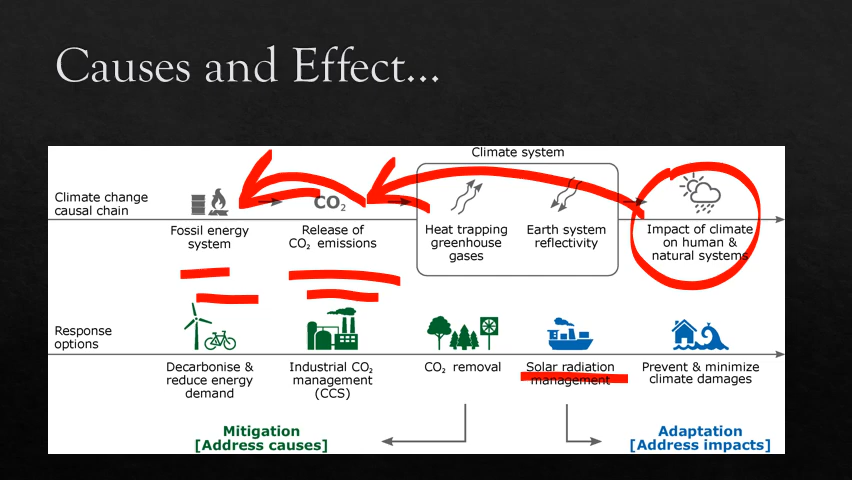 Causes and Effect...
Climate system
Climate change
causal chain
CO₂
Fossil energy
system
Release of
CO₂ emissions
Heat trapping
greenhouse
gases
Earth system
reflectivity
Impact of climate
on human &
natural systems
Response
options
Decarbonise &
reduce energy
demand
Industrial CO₂
management
(CCS)
CO₂ removal
Solar radiation
management
Prevent & minimize
climate damages
Mitigation
[Address causes]
Adaptation
[Address impacts]